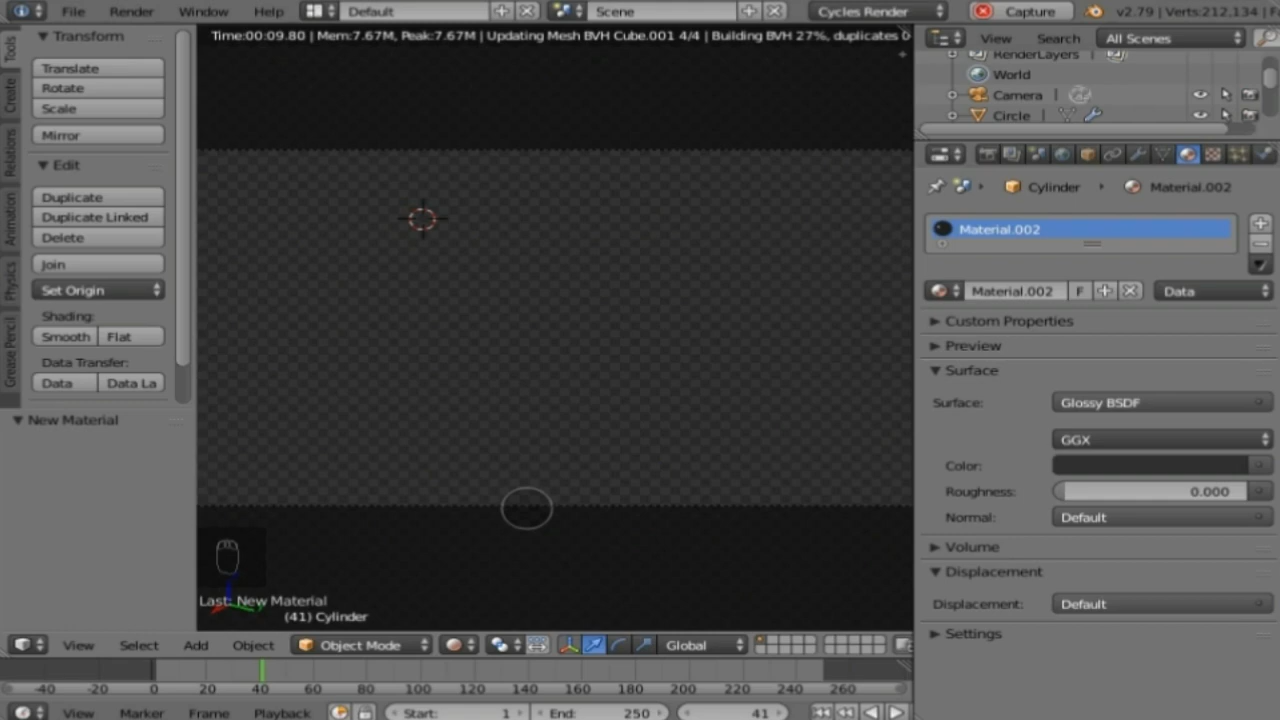 File Render Window Help Default Scene Cycles Render Capture v2.79 | Verts:212,134 |
Time:00:09.80 | Mem:7.67M, Peak:7.67M | Updating Mesh BVH Cube.001 4/4 | Building BVH 27%, duplicates
View Search All Scenes
RenderLayers
World
Camera
Circle
Tools
Create
Relations
Animation
Physics
Grease Pencil
Transform
Translate
Rotate
Scale
Mirror
Edit
Duplicate
Duplicate Linked
Delete
Join
Set Origin
Shading:
Smooth Flat
Data Transfer:
Data Data La
New Material
Last: New Material
(41) Cylinder
Cylinder Material.002
Material.002
Material.002 F Data
Custom Properties
Preview
Surface
Surface: Glossy BSDF
GGX
Color:
Roughness: 0.000
Normal: Default
Volume
Displacement
Displacement: Default
Settings
View Select Add Object Object Mode Global
-40 -20 0 20 40 60 80 100 120 140 160 180 200 220 240 260
View Marker Frame Playback Start: 1 End: 250 41